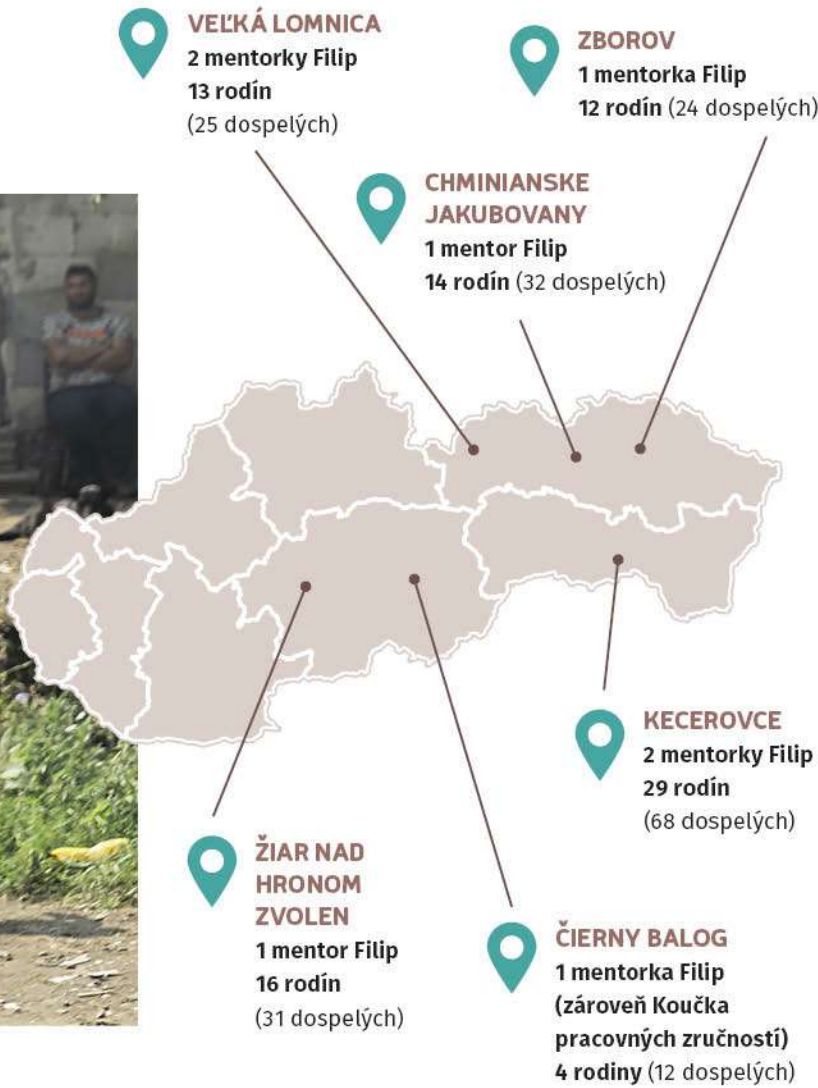 VEĽKÁ LOMNICA
2 mentorky Filip
13 rodín
(25 dospelých)
ZBOROV
1 mentorka Filip
12 rodín (24 dospelých)
CHMINIANSKE
JAKUBOVANY
1 mentor Filip
14 rodín (32 dospelých)
KECEROVCE
2 mentorky Filip
29 rodín
(68 dospelých)
ŽIAR NAD
HRONOM
ZVOLEN
1 mentor Filip
16 rodín
(31 dospelých)
ČIERNY BALOG
1 mentorka Filip
(zároveň Koučka
pracovných zručností)
4 rodiny (12 dospelých)